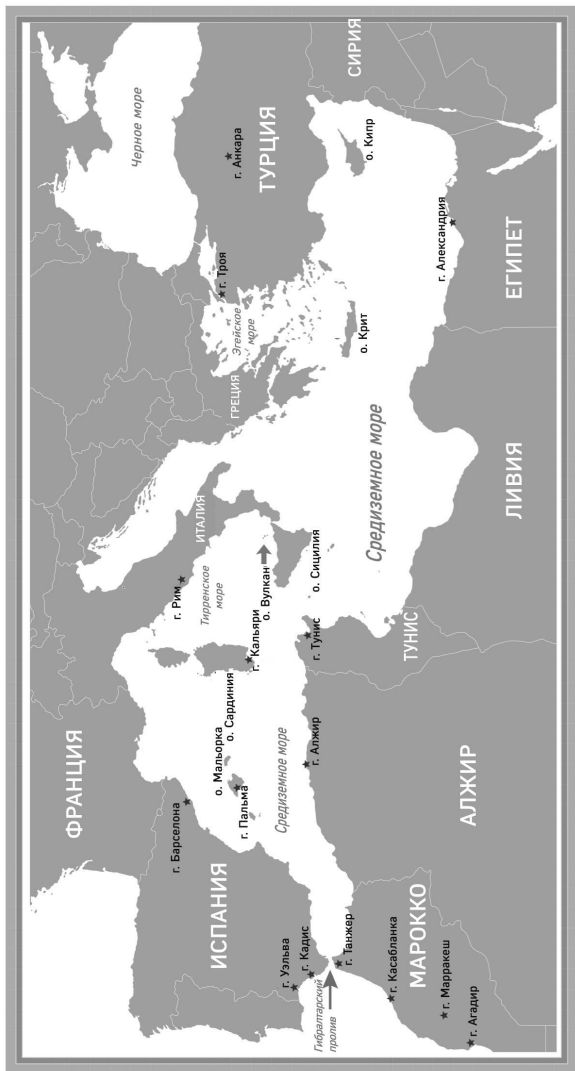 ФРАНЦИЯ
ИСПАНИЯ
г. Барселона
г. Уэльва
г. Кадис
Гибралтарский
пролив
г. Танжер
г. Касабланка
МАРОККО
г. Марракеш
г. Агадир
о. Мальорка
г. Пальма
о. Сардиния
г. Кальяри
Средиземное море
г. Алжир
АЛЖИР
г. Рим
ИТАЛИЯ
Тирренское
море
о. Вулкан
о. Сицилия
г. Тунис
ТУНИС
Средиземное море
ЛИВИЯ
ГРЕЦИЯ
Эгейское
море
г. Троя
о. Крит
Черное море
г. Анкара
ТУРЦИЯ
о. Кипр
СИРИЯ
г. Александрия
ЕГИПЕТ